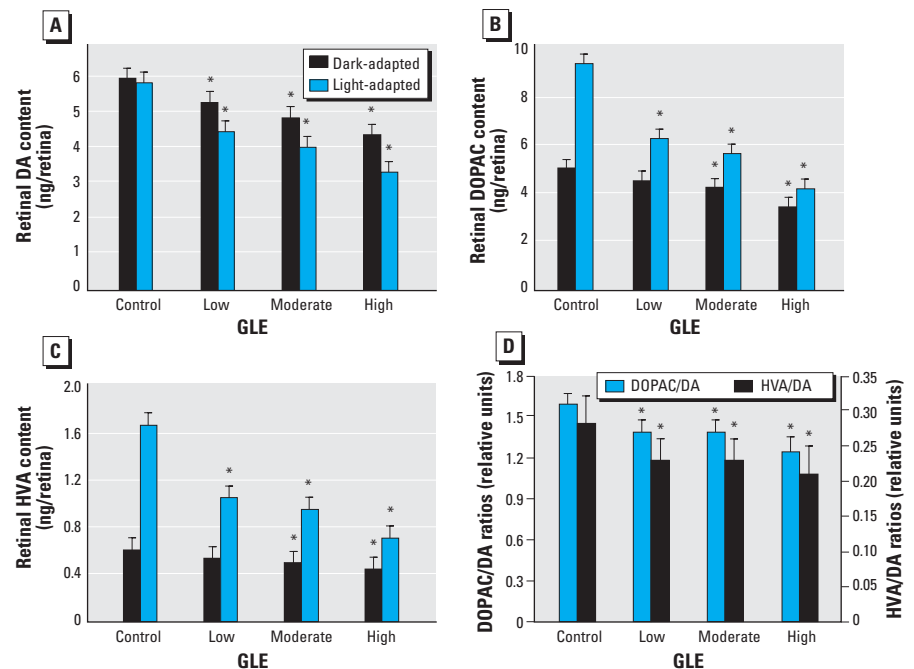 A
Retinal DA content
(ng/retina)
6
5
4
3
2
1
0
Dark-adapted
Light-adapted
* * * * * *
Control Low Moderate High
GLE
B
Retinal DOPAC content
(ng/retina)
10
8
6
4
2
0
* * * * *
Control Low Moderate High
GLE
C
Retinal HVA content
(ng/retina)
2.0
1.6
1.2
0.8
0.4
0
* * * * *
Control Low Moderate High
GLE
D
DOPAC/DA ratios (relative units)
1.8
1.5
1.2
0.9
0.6
0.3
0
DOPAC/DA HVA/DA
* * * * * *
0.35
0.30
0.25
0.20
0.15
0.10
0.05
0
HVA/DA ratios (relative units)
Control Low Moderate High
GLE